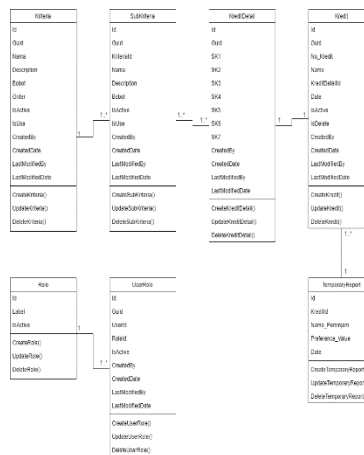 Kriteria
Id
Guid
Nama
Description
Bobot
Order
IsActive
IsUse
CreatedBy
CreatedDate
LastModifiedBy
LastModifiedDate
CreateKriteria()
UpdateKriteria()
DeleteKriteria()
1
1..*
SubKriteria
Id
Guid
KriteriaId
Nama
Description
Bobot
IsActive
IsUse
CreatedBy
CreatedDate
LastModifiedBy
LastModifiedDate
CreateSubKriteria()
UpdateSubKriteria()
DeleteSubKriteria()
1..*
1..*
KreditDetail
Id
Guid
SK1
SK2
SK3
SK4
SK5
SK6
SK7
CreatedBy
CreatedDate
LastModifiedBy
LastModifiedDate
CreateKreditDetail()
UpdateKreditDetail()
DeleteKreditDetail()
1
1
Kredit
Id
Guid
No_Kredit
Nama
KreditDetailId
Date
IsActive
IsDelete
CreatedBy
CreatedDate
LastModifiedBy
LastModifiedDate
CreateKredit()
UpdateKredit()
DeleteKredit()
1..*
1
Role
Id
Label
IsActive
CreateRole()
UpdateRole()
DeleteRole()
1
1..*
UserRole
Id
Guid
UserId
RoleId
IsActive
CreatedBy
CreatedDate
LastModifiedBy
LastModifiedDate
CreateUserRole()
UpdateUserRole()
DeleteUserRole()
TemporaryReport
Id
KreditId
Nama_Peminjam
Preference_Value
Date
CreateTemporaryReport
UpdateTemporaryReport
DeleteTemporaryReport